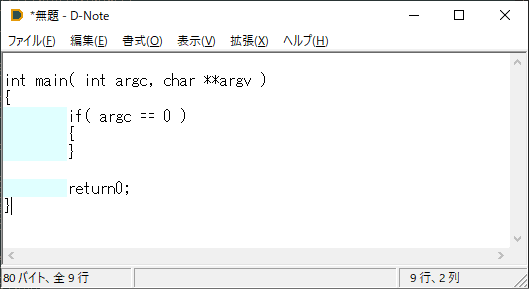 *無題 - D-Note
ファイル(F) 編集(E) 書式(O) 表示(V) 拡張(X) ヘルプ(H)
int main( int argc, char **argv )
{
if( argc == 0 )
{
}
return0;
}
80 バイト、全 9 行 9 行、2 列